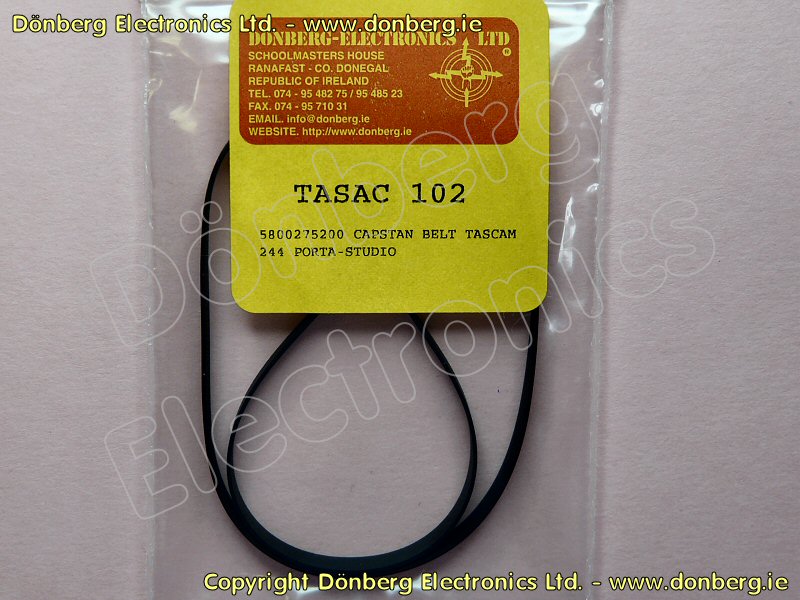 Dönberg Electronics Ltd. - www.donberg.ie
DÖNBERG-ELECTRONICS LTD
SCHOOLMASTERS HOUSE
RANAFAST - CO. DONEGAL
REPUBLIC OF IRELAND
TEL. 074 - 95 482 75 / 95 485 23
FAX. 074 - 95 710 31
EMAIL. info@donberg.ie
WEBSITE. http://www.donberg.ie
TASAC 102
5800275200 CAPSTAN BELT TASCAM
244 PORTA-STUDIO
Dönberg
Electronics
Copyright Dönberg Electronics Ltd. - www.donberg.ie